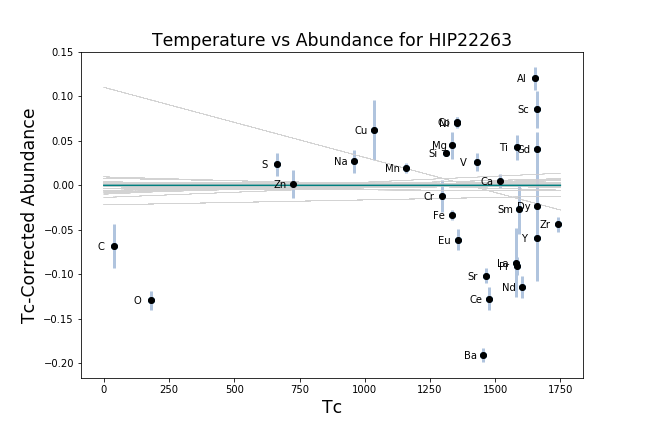 Temperature vs Abundance for HIP22263
Tc-Corrected Abundance
0.15
0.10
0.05
0.00
−0.05
−0.10
−0.15
−0.20
Al
Sc
Cu
Ni
Mg
Si
Ti
Gd
V
S
Na
Mn
Zn
Ca
Cr
Sm
Dy
Fe
Zr
Eu
Y
C
La
Pr
Sr
Nd
O
Ce
Ba
0
250
500
750
1000
1250
1500
1750
Tc